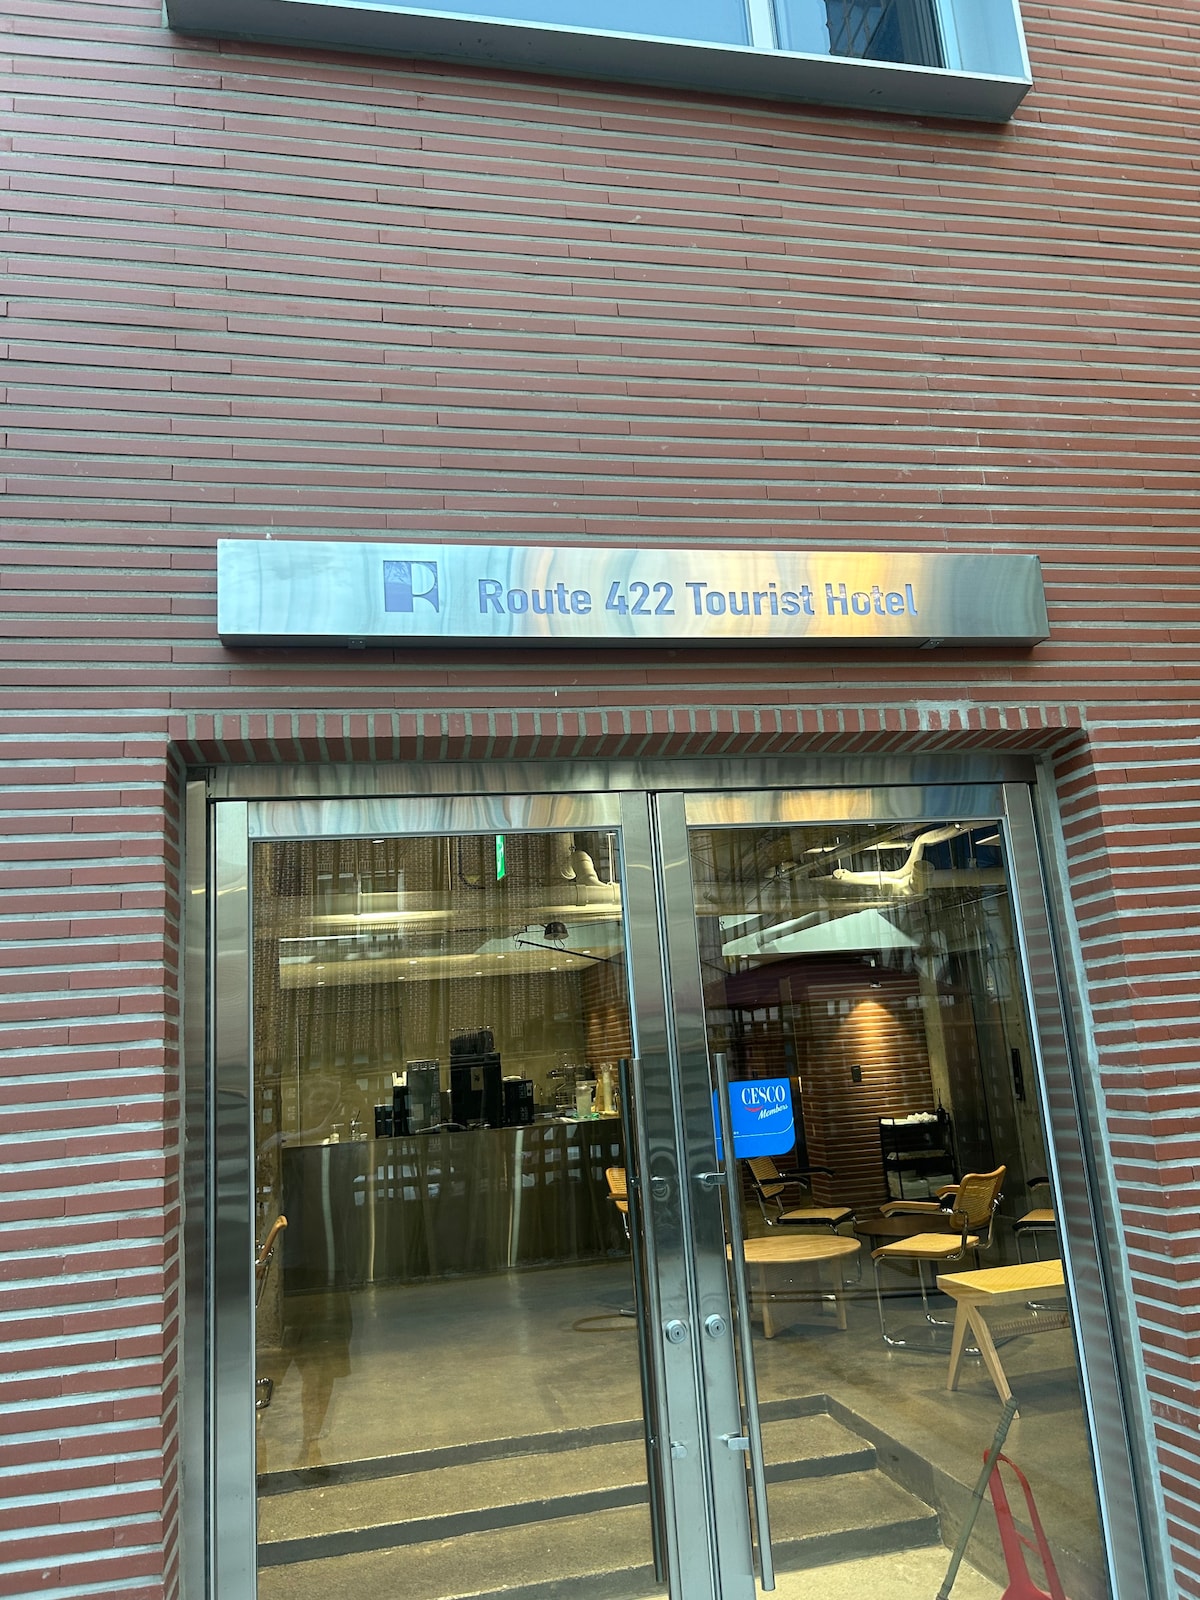 R Route 422 Tourist Hotel
CESCO
Members